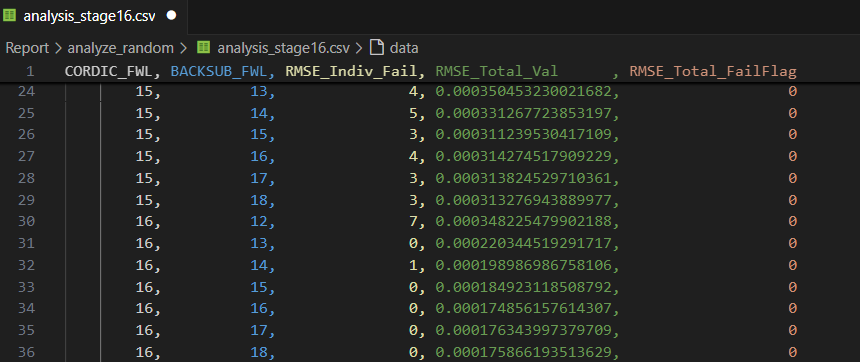 analysis_stage16.csv
Report > analyze_random > analysis_stage16.csv > data
1 CORDIC_FWL, BACKSUB_FWL, RMSE_Indiv_Fail, RMSE_Total_Val , RMSE_Total_FailFlag
24 15, 13, 4, 0.000350453230021682, 0
25 15, 14, 5, 0.000331267723853197, 0
26 15, 15, 3, 0.000311239530417109, 0
27 15, 16, 4, 0.000314274517909229, 0
28 15, 17, 3, 0.000313824529710361, 0
29 15, 18, 3, 0.000313276943889977, 0
30 16, 12, 7, 0.000348225479902188, 0
31 16, 13, 0, 0.000220344519291717, 0
32 16, 14, 1, 0.000198986986758106, 0
33 16, 15, 0, 0.000184923118508792, 0
34 16, 16, 0, 0.000174856157614307, 0
35 16, 17, 0, 0.000176343997379709, 0
36 16, 18, 0, 0.000175866193513629, 0